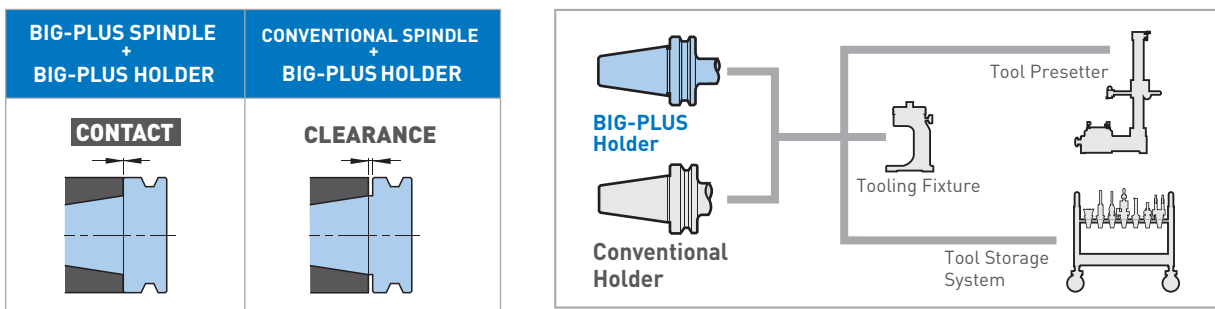 BIG-PLUS SPINDLE
+
BIG-PLUS HOLDER
CONVENTIONAL SPINDLE
+
BIG-PLUS HOLDER
CONTACT
CLEARANCE
BIG-PLUS
Holder
Conventional
Holder
Tooling Fixture
Tool Presetter
Tool Storage
System